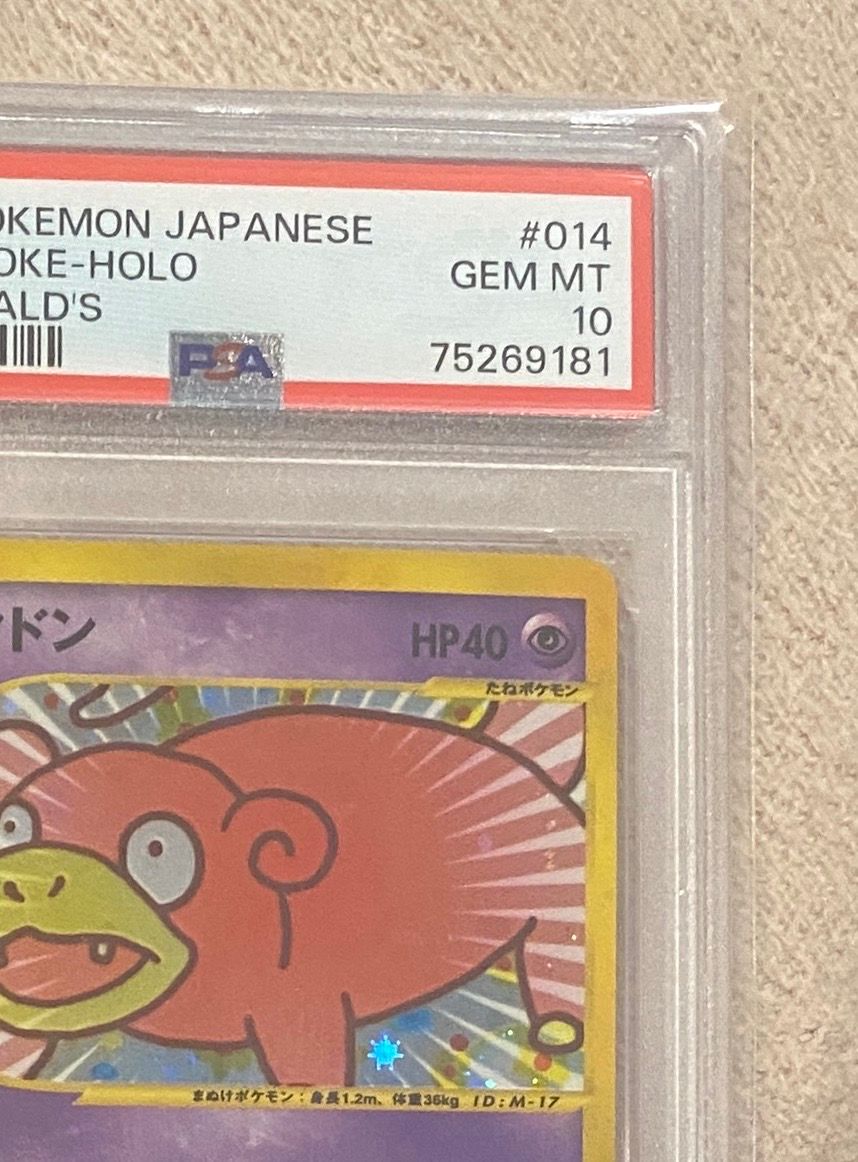 OKEMON JAPANESE #014
OKE-HOLO GEM MT
ALD'S 10
PSA 75269181
ドン HP40
たねポケモン
まぬけポケモン：身長1.2m、体重36kg ID:M-17